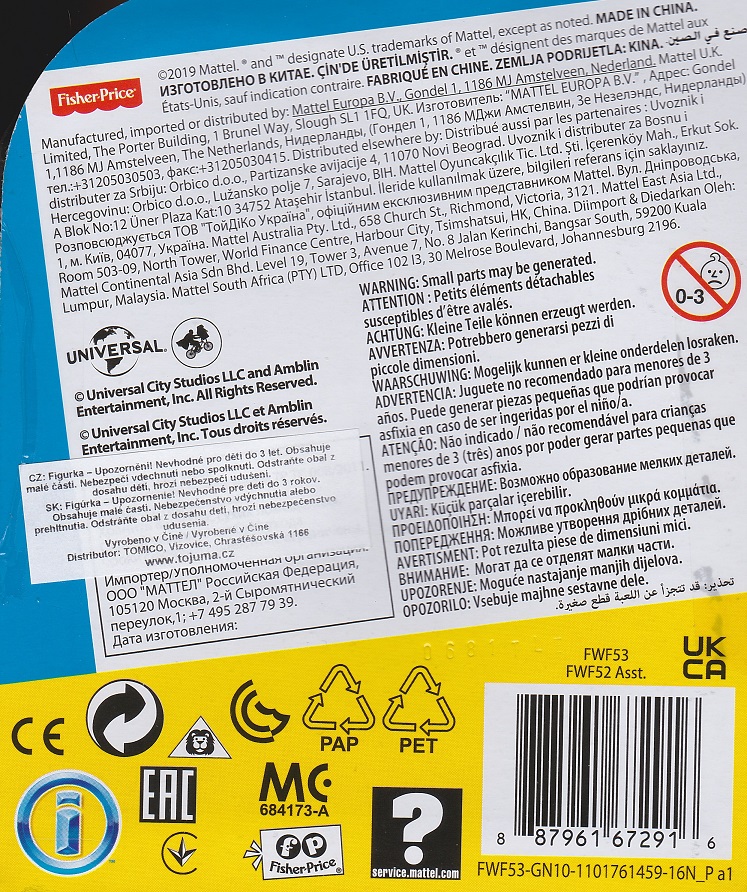 ©2019 Mattel. ® and ™ designate U.S. trademarks of Mattel, except as noted. MADE IN CHINA. صنع في الصين.
ИЗГОТОВЛЕНО В КИТАЕ. ÇİN'DE ÜRETİLMİŞTİR. ® et ™ désignent des marques de Mattel aux
États-Unis, sauf indication contraire. FABRIQUÉ EN CHINE. ZEMLJA PODRIJETLA: KINA.
Fisher-Price®
Manufactured, imported or distributed by: Mattel Europa B.V., Gondel 1, 1186 MJ Amstelveen, Nederland. Mattel U.K.
Limited, The Porter Building, 1 Brunel Way, Slough SL1 1FQ, UK. Изготовитель: "MATTEL EUROPA B.V." , Адрес: Gondel
1,1186 MJ Amstelveen, The Netherlands, Нидерланды, (Гондел 1, 1186 МДжи Амстелвин, Зе Незелэндс, Нидерланды)
тел.:+31205030503, факс:+31205030415. Distributed elsewhere by: Distribué aussi par les partenaires : Uvoznik i
distributer za Srbiju: Orbico d.o.o., Partizanske avijacije 4, 11070 Novi Beograd. Uvoznik i distributer za Bosnu i
Hercegovinu: Orbico d.o.o., Lužansko polje 7, Sarajevo, BIH. Mattel Oyuncakçılık Tic. Ltd. Şti. İçerenköy Mah., Erkut Sok.
A Blok No:12 Üner Plaza Kat:10 34752 Ataşehir İstanbul. İleride kullanılmak üzere, bilgileri referans için saklayınız.
Розповсюджується ТОВ "ТойДіКо Україна", офіційним ексклюзивним представником Mattel. Вул. Дніпроводська,
1, м. Київ, 04077, Україна. Mattel Australia Pty. Ltd., 658 Church St., Richmond, Victoria, 3121. Mattel East Asia Ltd.,
Room 503-09, North Tower, World Finance Centre, Harbour City, Tsimshatsui, HK, China. Diimport & Diedarkan Oleh:
Mattel Continental Asia Sdn Bhd. Level 19, Tower 3, Avenue 7, No. 8 Jalan Kerinchi, Bangsar South, 59200 Kuala
Lumpur, Malaysia. Mattel South Africa (PTY) LTD, Office 102 I3, 30 Melrose Boulevard, Johannesburg 2196.
WARNING: Small parts may be generated.
ATTENTION : Petits éléments détachables
susceptibles d'être avalés.
ACHTUNG: Kleine Teile können erzeugt werden.
AVVERTENZA: Potrebbero generarsi pezzi di
piccole dimensioni.
WAARSCHUWING: Mogelijk kunnen er kleine onderdelen losraken.
ADVERTENCIA: Juguete no recomendado para menores de 3
años. Puede generar piezas pequeñas que podrían provocar
asfixia en caso de ser ingeridas por el niño/a.
ATENÇÃO: Não indicado / não recomendável para crianças
menores de 3 (três) anos por poder gerar partes pequenas que
podem provocar asfixia.
ПРЕДУПРЕЖДЕНИЕ: Возможно образование мелких деталей.
UYARI: Küçük parçalar içerebilir.
ΠΡΟΕΙΔΟΠΟΙΗΣΗ: Μπορεί να προκληθούν μικρά κομμάτια.
ПОПЕРЕДЖЕННЯ: Можливе утворення дрібних деталей.
AVERTISMENT: Pot rezulta piese de dimensiuni mici.
ВНИМАНИЕ: Могат да се отделят малки части.
UPOZORENJE: Moguće nastajanje manjih dijelova.
OPOZORILO: Vsebuje majhne sestavne dele.
تحذير: قد تتجزأ عن اللعبة قطع صغيرة.
0-3
UNIVERSAL
© Universal City Studios LLC and Amblin
Entertainment, Inc. All Rights Reserved.
© Universal City Studios LLC et Amblin
Entertainment, Inc. Tous droits réservés.
CZ: Figurka – Upozornění! Nevhodné pro děti do 3 let. Obsahuje
malé části. Nebezpečí vdechnutí nebo spolknutí. Odstraňte obal z
dosahu dětí, hrozí nebezpečí udušení.
SK: Figúrka – Upozornenie! Nevhodné pre deti do 3 rokov.
Obsahuje malé časti. Nebezpečenstvo vdýchnutia alebo
prehltnutia. Odstráňte obal z dosahu detí, hrozí nebezpečenstvo
udusenia.
Vyrobeno v Číně / Vyrobené v Číne
Distributor: TOMICO, Vizovice, Chrastěšovská 1166
www.tojuma.cz
Импортер/Уполномоченная организация:
ООО "МАТТЕЛ" Российская Федерация,
105120 Москва, 2-й Сыромятнический
переулок,1; +7 495 287 79 39.
Дата изготовления:
FWF53
FWF52 Asst.
UK
CA
CE
PAP
PET
EAC
MC
684173-A
fp
Fisher-Price®
?
service.mattel.com
8 87961 67291 6
FWF53-GN10-1101761459-16N_P a1